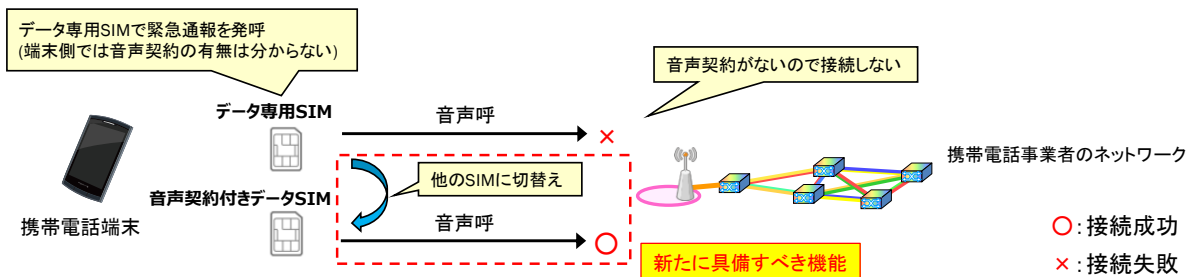 データ専用SIMで緊急通報を発呼
(端末側では音声契約の有無は分からない)
音声契約がないので接続しない
データ専用SIM
音声呼
×
携帯電話事業者のネットワーク
他のSIMに切替え
音声契約付きデータSIM
携帯電話端末
音声呼
○
○:接続成功
新たに具備すべき機能
×:接続失敗